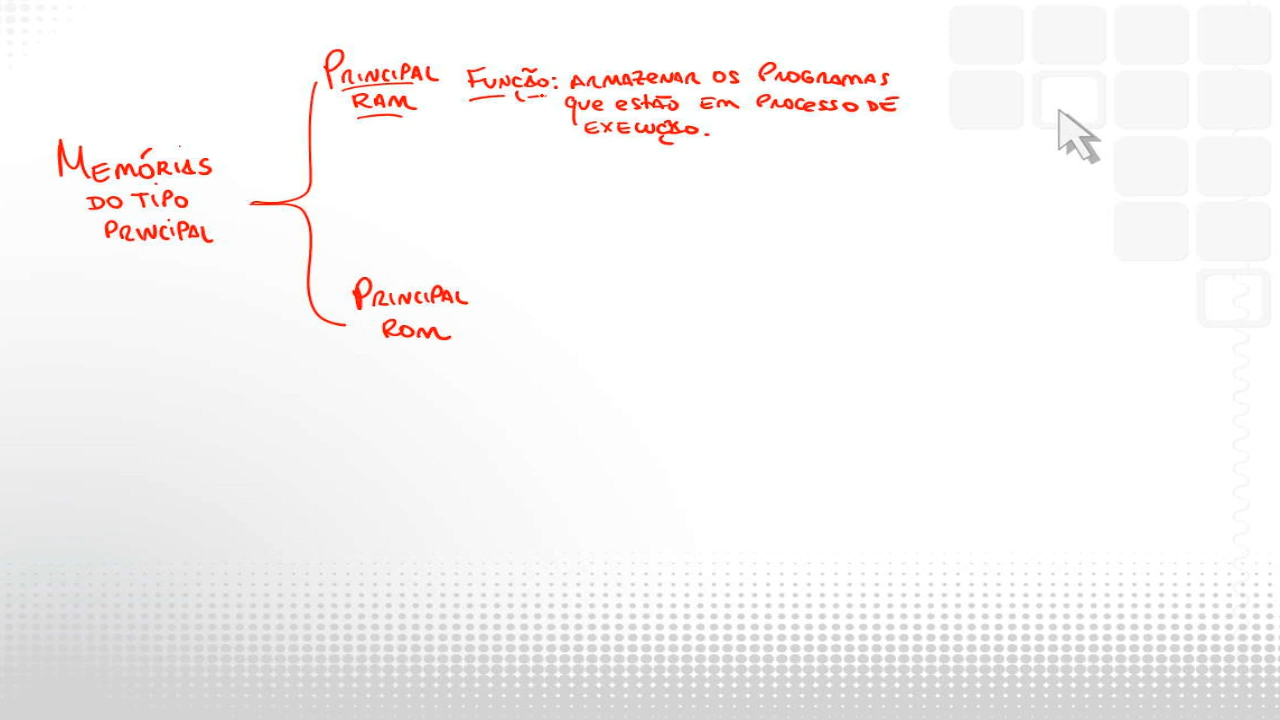 MEMÓRIAS
DO TIPO
PRINCIPAL
PRINCIPAL
RAM
FUNÇÃO: ARMAZENAR OS PROGRAMAS
QUE ESTÃO EM PROCESSO DE
EXECUÇÃO.
PRINCIPAL
ROM